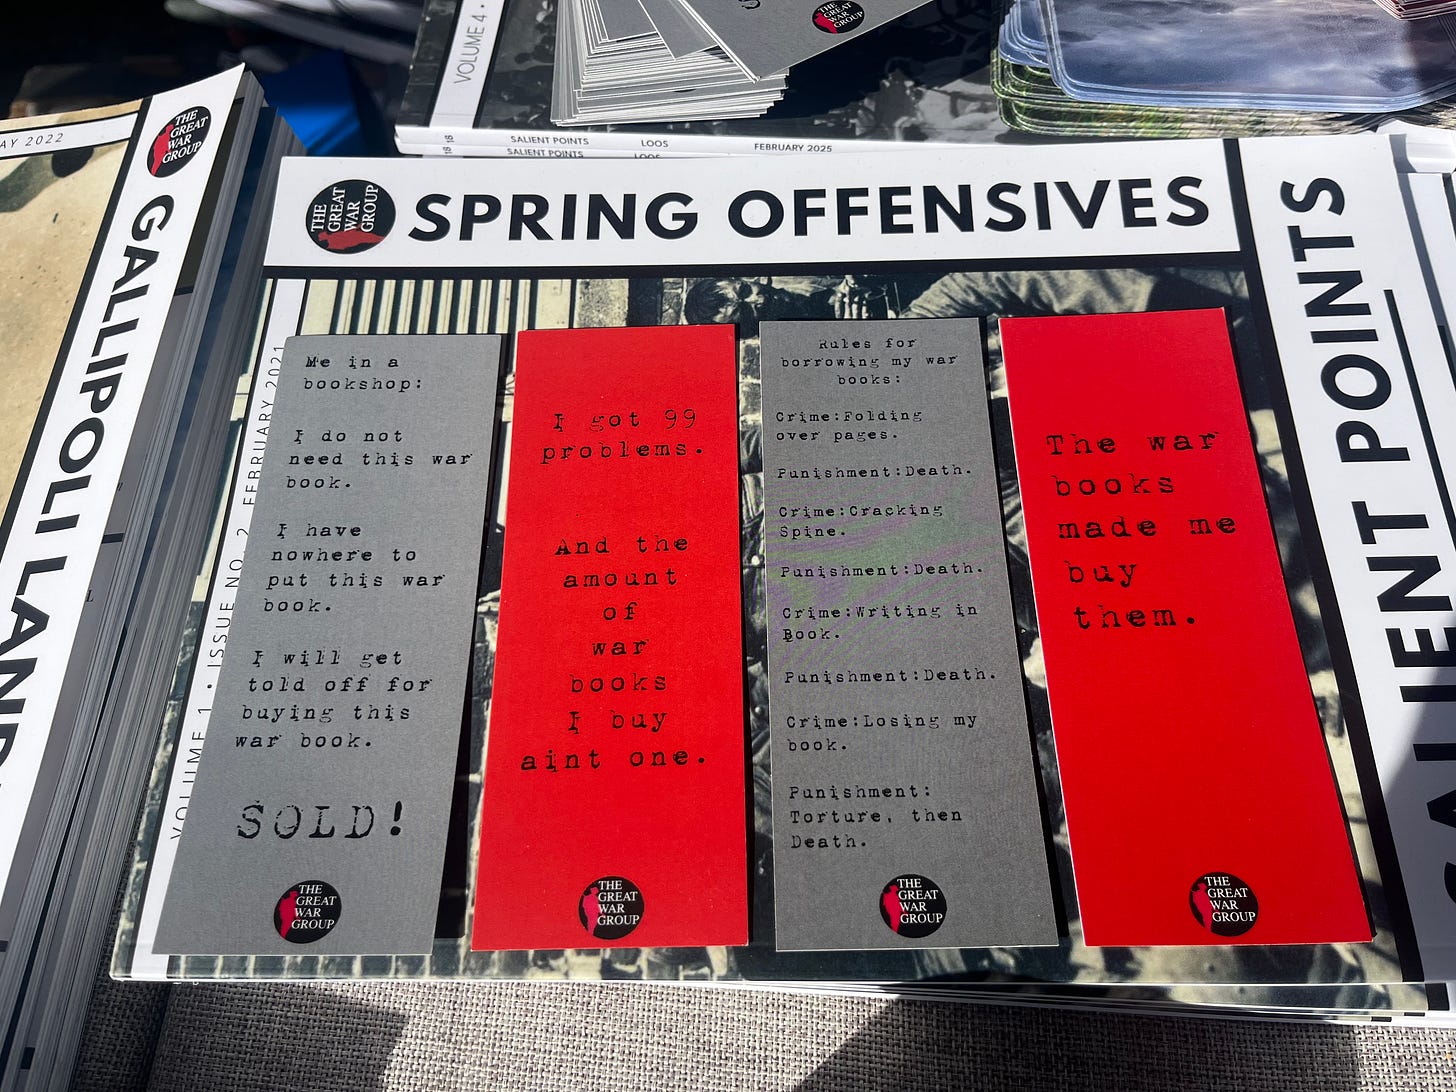 VOLUME 4 •
THE
GREAT
WAR
GROUP
SALIENT POINTS LOOS FEBRUARY 2025
SALIENT POINTS LOOS
AY 2022
THE
GREAT
WAR
GROUP
GALLIPOLI LAND
THE
GREAT
WAR
GROUP
SPRING OFFENSIVES
SALIENT POINTS
VOLUME 1 • ISSUE NO. 2 FEBRUARY 2021
Me in a
bookshop:
I do not
need this war
book.
I have
nowhere to
put this war
book.
I will get
told off for
buying this
war book.
SOLD!
THE
GREAT
WAR
GROUP
I got 99
problems.
And the
amount
of
war
books
I buy
aint one.
THE
GREAT
WAR
GROUP
Rules for
borrowing my war
books:
Crime:Folding
over pages.
Punishment:Death.
Crime:Cracking
Spine.
Punishment:Death.
Crime:Writing in
Book.
Punishment:Death.
Crime:Losing my
book.
Punishment:
Torture, then
Death.
THE
GREAT
WAR
GROUP
The war
books
made me
buy
them.
THE
GREAT
WAR
GROUP